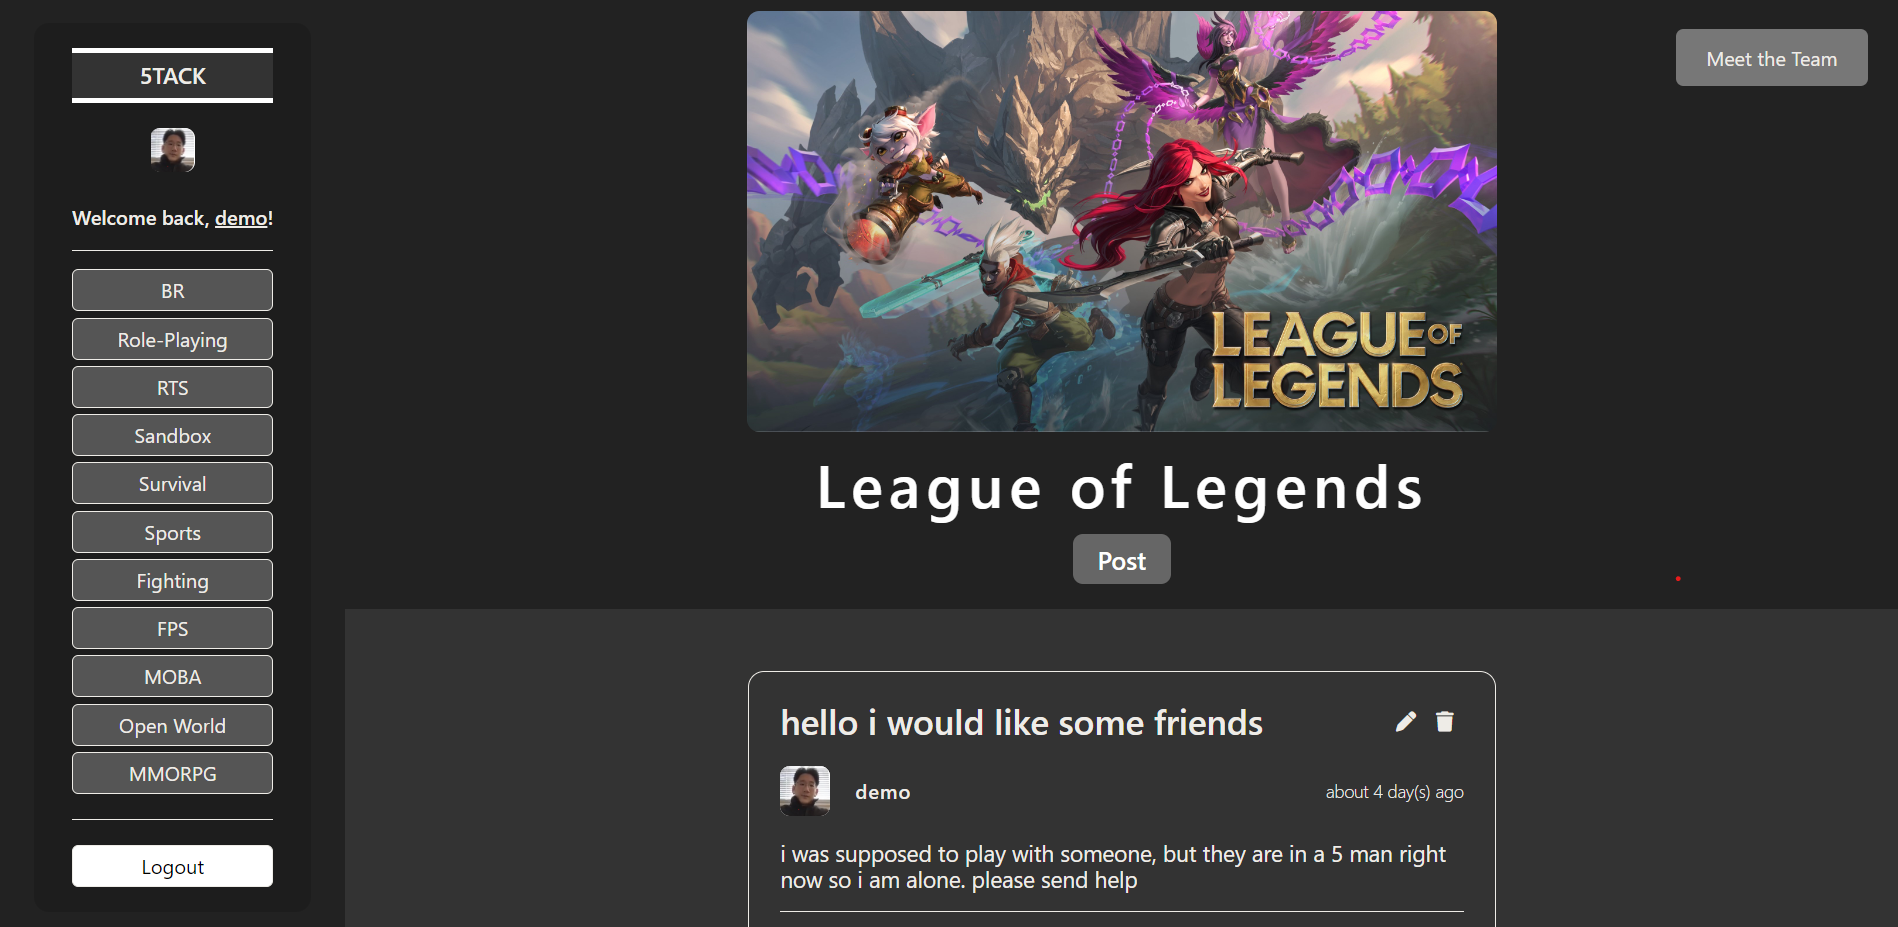 5TACK
Welcome back, demo!
BR
Role-Playing
RTS
Sandbox
Survival
Sports
Fighting
FPS
MOBA
Open World
MMORPG
Logout
Meet the Team
LEAGUE OF
LEGENDS
League of Legends
Post
hello i would like some friends
demo
about 4 day(s) ago
i was supposed to play with someone, but they are in a 5 man right
now so i am alone. please send help